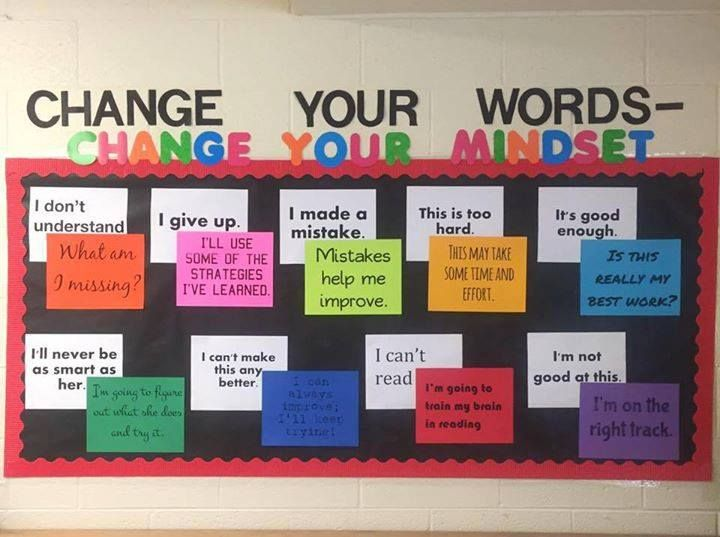 CHANGE YOUR WORDS-
CHANGE YOUR MINDSET
I don't
understand
What am
I missing?
I give up.
I'LL USE
SOME OF THE
STRATEGIES
I'VE LEARNED.
I made a
mistake.
Mistakes
help me
improve.
This is too
hard.
THIS MAY TAKE
SOME TIME AND
EFFORT.
It's good
enough.
IS THIS
REALLY MY
BEST WORK?
I'll never be
as smart as
her.
I'm going to figure
out what she does
and try it.
I can't make
this any
better.
I can
always
improve;
I'll keep
trying!
I can't
read
I'm going to
train my brain
in reading
I'm not
good at this.
I'm on the
right track.